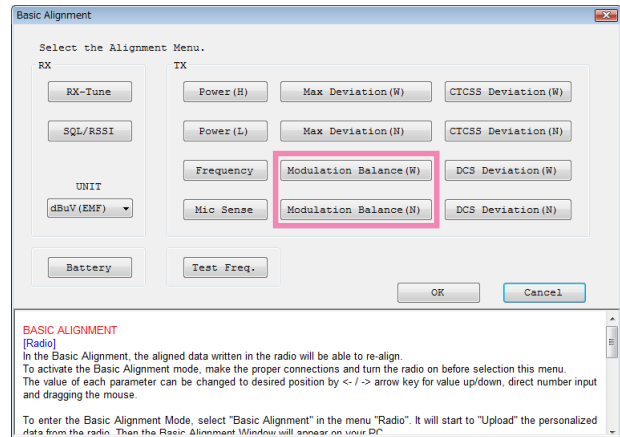 Basic Alignment
Select the Alignment Menu.
RX
TX
RX-Tune
Power(H)
Max Deviation(W)
CTCSS Deviation(W)
SQL/RSSI
Power(L)
Max Deviation(N)
CTCSS Deviation(N)
Frequency
Modulation Balance(W)
DCS Deviation(W)
UNIT
dBuV(EMF)
Mic Sense
Modulation Balance(N)
DCS Deviation(N)
Battery
Test Freq.
OK
Cancel
BASIC ALIGNMENT
[Radio]
In the Basic Alignment, the aligned data written in the radio will be able to re-align.
To activate the Basic Alignment mode, make the proper connections and turn the radio on before selection this menu.
The value of each parameter can be changed to desired position by <- / -> arrow key for value up/down, direct number input
and dragging the mouse.
To enter the Basic Alignment Mode, select "Basic Alignment" in the menu "Radio". It will start to "Upload" the personalized
data from the radio. Then the Basic Alignment Window will appear on your PC.